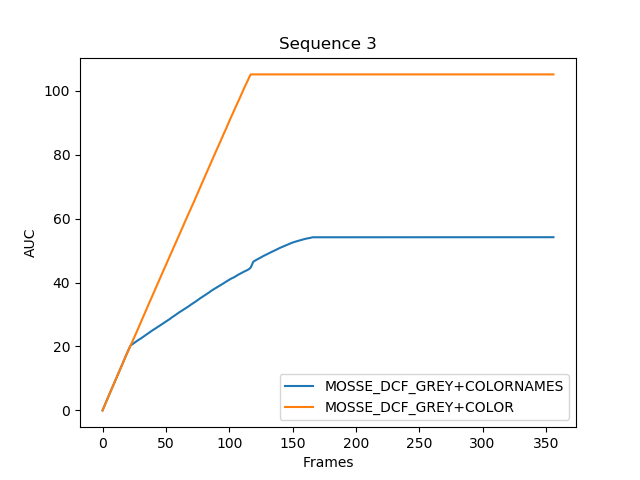 Sequence 3
AUC
100
80
60
40
20
0
0 50 100 150 200 250 300 350
Frames
MOSSE_DCF_GREY+COLORNAMES
MOSSE_DCF_GREY+COLOR